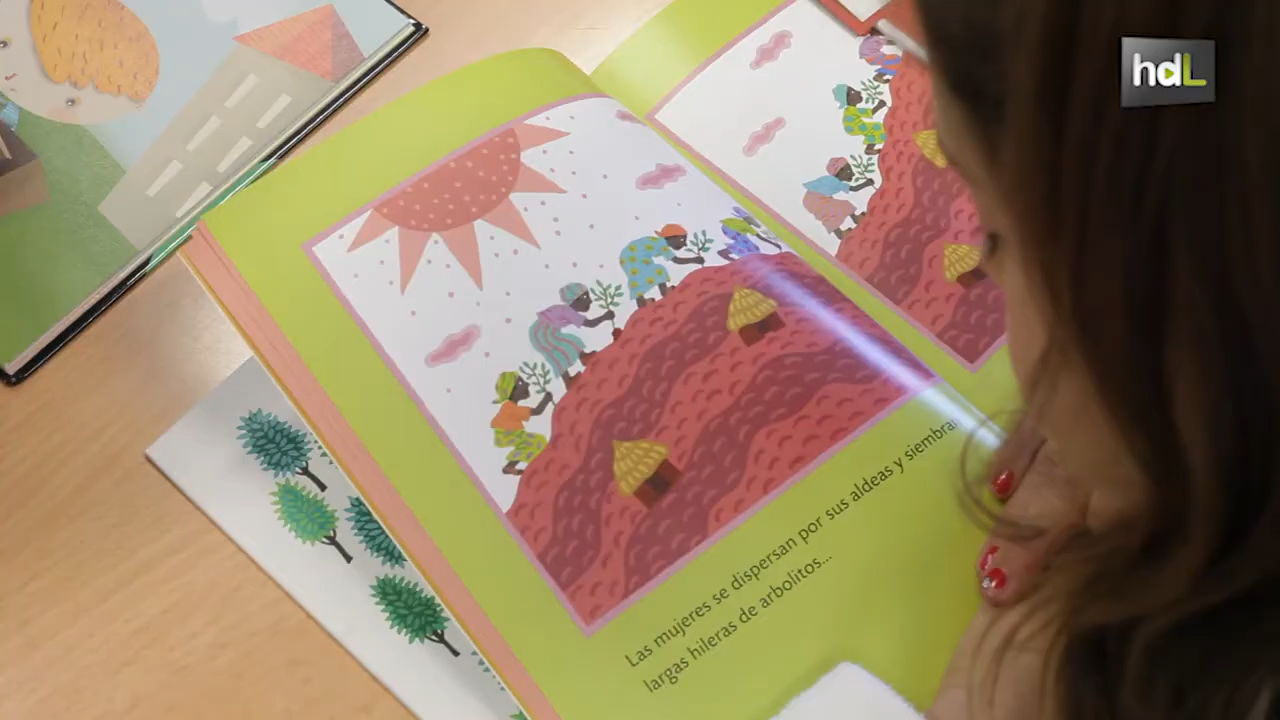 hdL
Las mujeres se dispersan por sus aldeas y siembran
largas hileras de arbolitos...